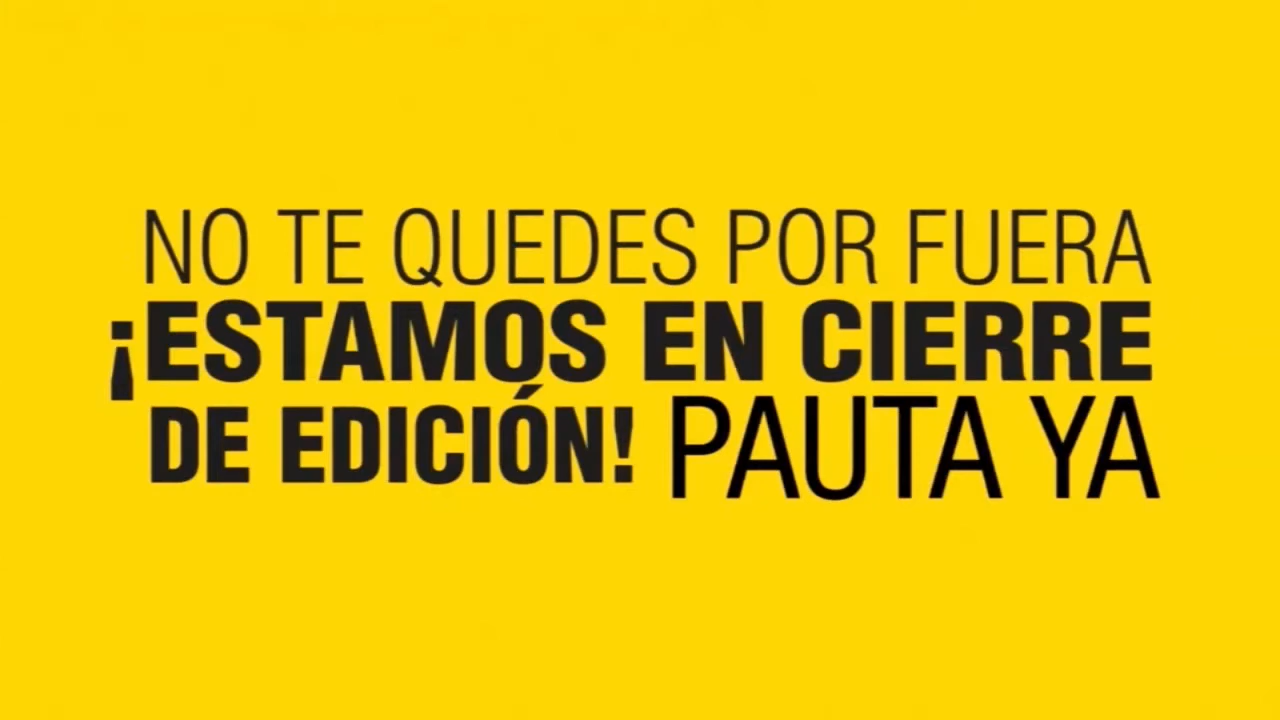 NO TE QUEDES POR FUERA
¡ESTAMOS EN CIERRE
DE EDICIÓN! PAUTA YA